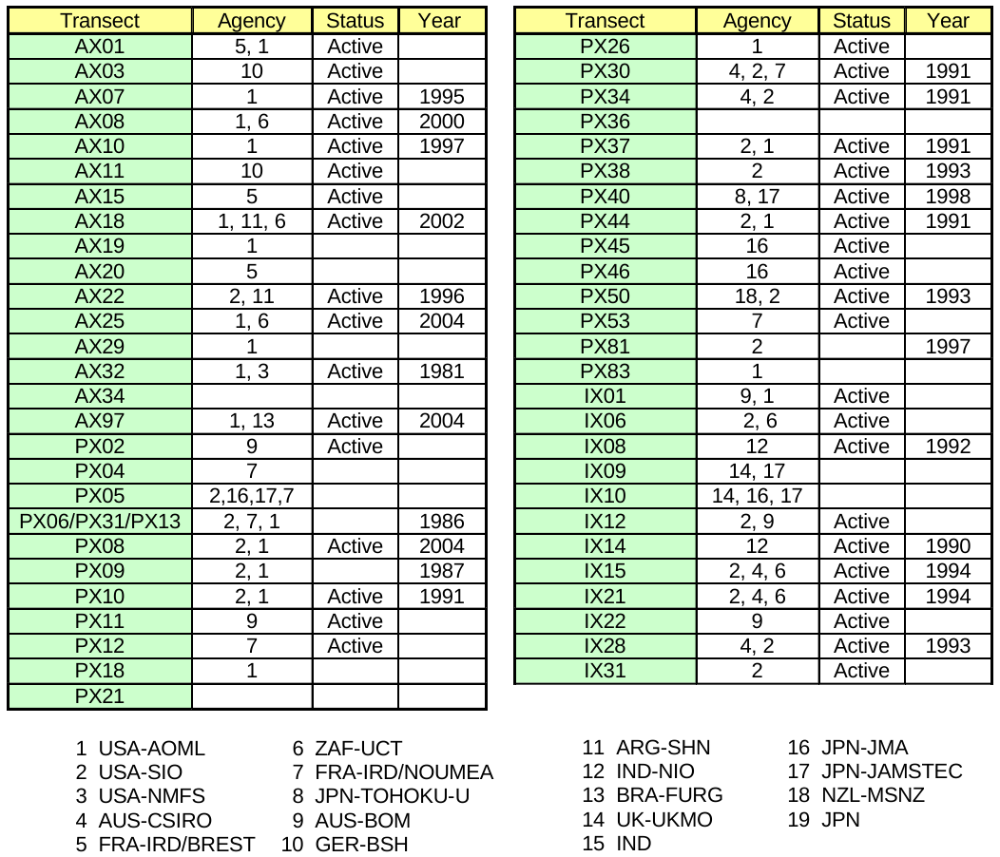 Transect Agency Status Year
AX01 5, 1 Active
AX03 10 Active
AX07 1 Active 1995
AX08 1, 6 Active 2000
AX10 1 Active 1997
AX11 10 Active
AX15 5 Active
AX18 1, 11, 6 Active 2002
AX19 1
AX20 5
AX22 2, 11 Active 1996
AX25 1, 6 Active 2004
AX29 1
AX32 1, 3 Active 1981
AX34
AX97 1, 13 Active 2004
PX02 9 Active
PX04 7
PX05 2,16,17,7
PX06/PX31/PX13 2, 7, 1 1986
PX08 2, 1 Active 2004
PX09 2, 1 1987
PX10 2, 1 Active 1991
PX11 9 Active
PX12 7 Active
PX18 1
PX21
Transect Agency Status Year
PX26 1 Active
PX30 4, 2, 7 Active 1991
PX34 4, 2 Active 1991
PX36
PX37 2, 1 Active 1991
PX38 2 Active 1993
PX40 8, 17 Active 1998
PX44 2, 1 Active 1991
PX45 16 Active
PX46 16 Active
PX50 18, 2 Active 1993
PX53 7 Active
PX81 2 1997
PX83 1
IX01 9, 1 Active
IX06 2, 6 Active
IX08 12 Active 1992
IX09 14, 17
IX10 14, 16, 17
IX12 2, 9 Active
IX14 12 Active 1990
IX15 2, 4, 6 Active 1994
IX21 2, 4, 6 Active 1994
IX22 9 Active
IX28 4, 2 Active 1993
IX31 2 Active
1 USA-AOML
2 USA-SIO
3 USA-NMFS
4 AUS-CSIRO
5 FRA-IRD/BREST
6 ZAF-UCT
7 FRA-IRD/NOUMEA
8 JPN-TOHOKU-U
9 AUS-BOM
10 GER-BSH
11 ARG-SHN
12 IND-NIO
13 BRA-FURG
14 UK-UKMO
15 IND
16 JPN-JMA
17 JPN-JAMSTEC
18 NZL-MSNZ
19 JPN